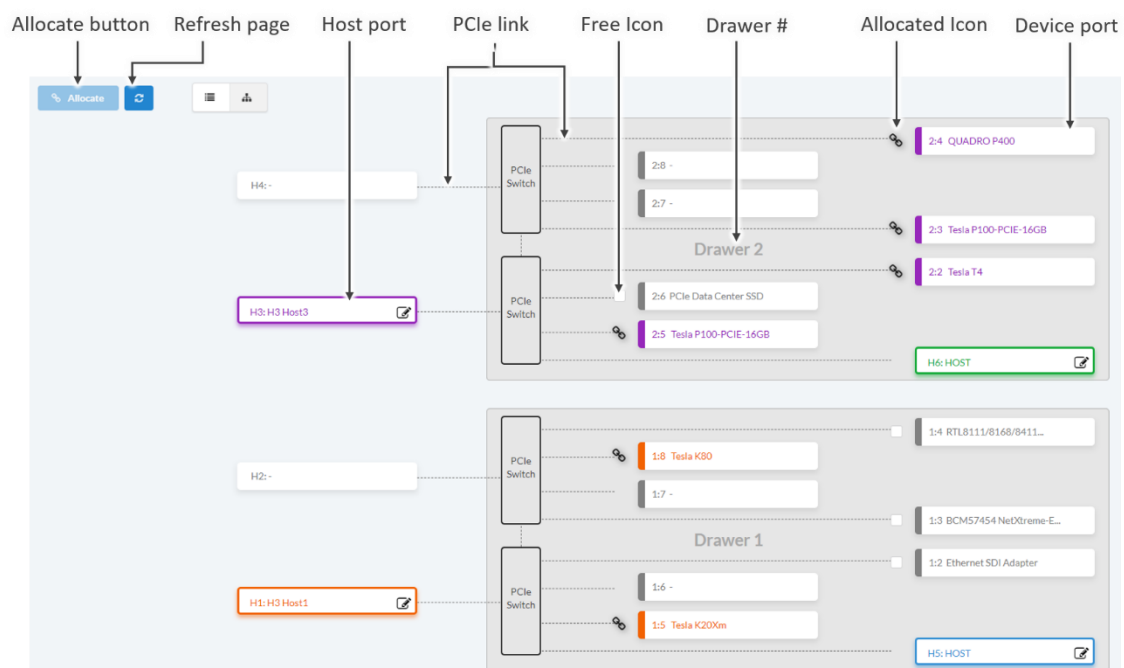 Allocate button Refresh page Host port PCIe link Free Icon Drawer # Allocated Icon Device port
Allocate
2:4 QUADRO P400
PCIe
Switch
2:8 -
H4: -
2:7 -
2:3 Tesla P100-PCIE-16GB
Drawer 2
2:2 Tesla T4
PCIe
Switch
2:6 PCIe Data Center SSD
H3: H3 Host3
2:5 Tesla P100-PCIE-16GB
H6: HOST
1:4 RTL8111/8168/8411...
PCIe
Switch
1:8 Tesla K80
H2: -
1:7 -
1:3 BCM57454 NetXtreme-E...
Drawer 1
1:2 Ethernet SDI Adapter
PCIe
Switch
1:6 -
H1: H3 Host1
1:5 Tesla K20Xm
H5: HOST